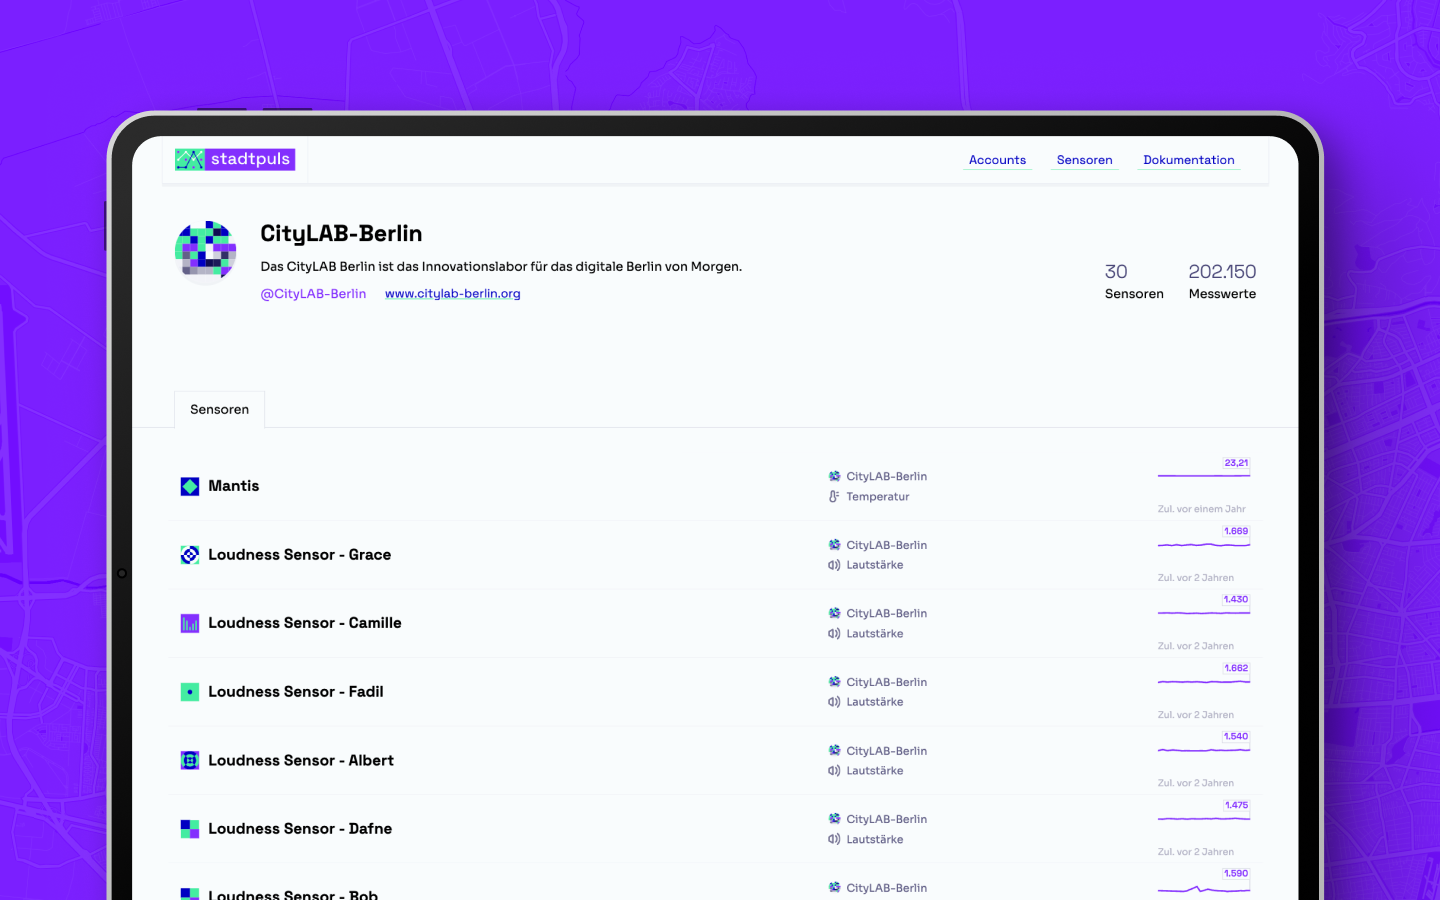 stadtpuls
Accounts Sensoren Dokumentation
CityLAB-Berlin
Das CityLAB Berlin ist das Innovationslabor für das digitale Berlin von Morgen.
@CityLAB-Berlin www.citylab-berlin.org
30 202.150
Sensoren Messwerte
Sensoren
Mantis
CityLAB-Berlin
Temperatur
23,21
Zul. vor einem Jahr
Loudness Sensor - Grace
CityLAB-Berlin
Lautstärke
1.669
Zul. vor 2 Jahren
Loudness Sensor - Camille
CityLAB-Berlin
Lautstärke
1.430
Zul. vor 2 Jahren
Loudness Sensor - Fadil
CityLAB-Berlin
Lautstärke
1.662
Zul. vor 2 Jahren
Loudness Sensor - Albert
CityLAB-Berlin
Lautstärke
1.540
Zul. vor 2 Jahren
Loudness Sensor - Dafne
CityLAB-Berlin
Lautstärke
1.475
Zul. vor 2 Jahren
Loudness Sensor - Bob
CityLAB-Berlin
1.590